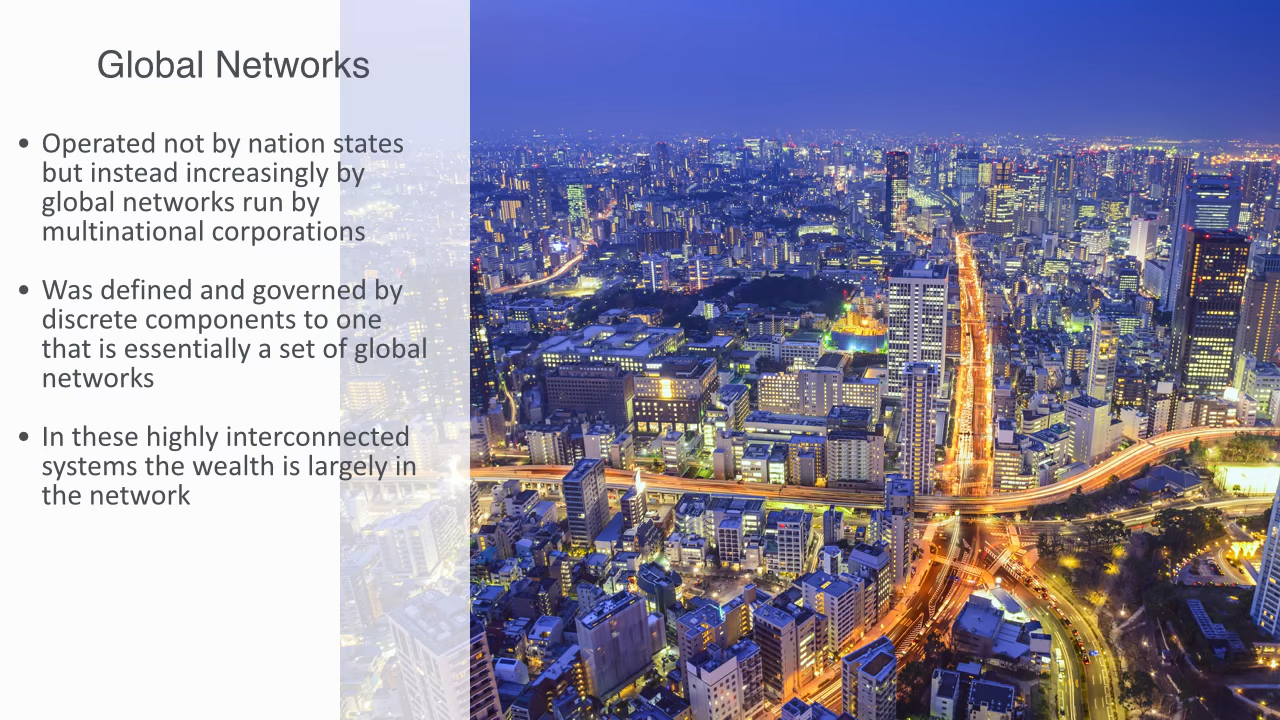 Global Networks
• Operated not by nation states
but instead increasingly by
global networks run by
multinational corporations
• Was defined and governed by
discrete components to one
that is essentially a set of global
networks
• In these highly interconnected
systems the wealth is largely in
the network